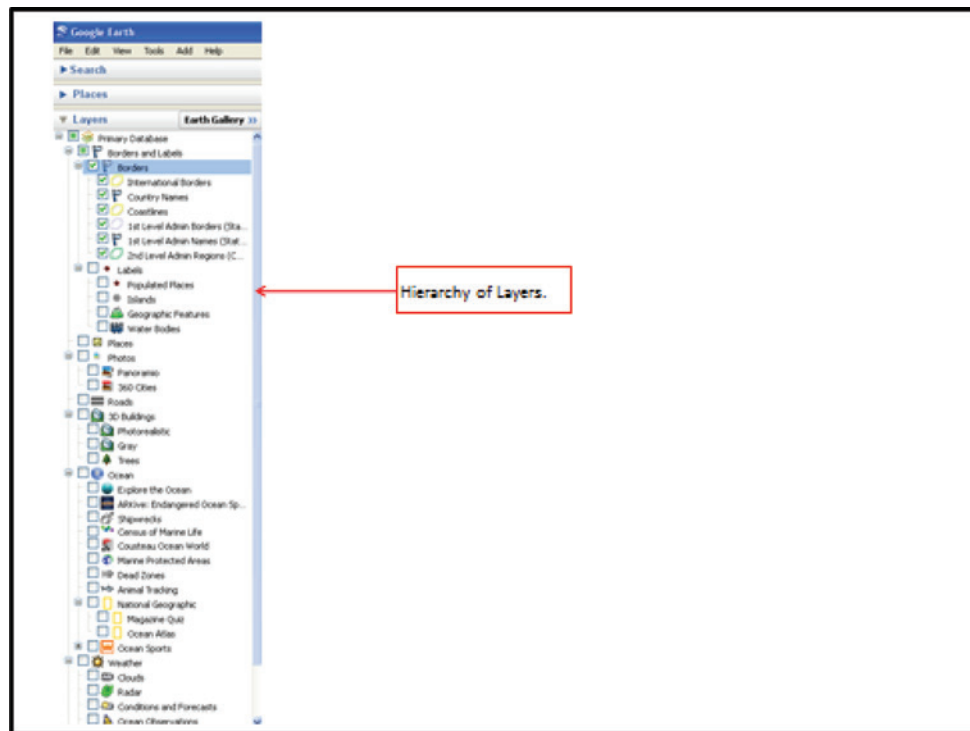 Google Earth
File Edit View Tools Add Help
Search
Places
Layers Earth Gallery »
Primary Database
Borders and Labels
Borders
International Borders
Country Names
Coastlines
1st Level Admin Borders (Sta...
1st Level Admin Names (Stat...
2nd Level Admin Regions (C...
Labels
Populated Places
Islands
Geographic Features
Water Bodies
Places
Photos
Panoramio
360 Cities
Roads
3D Buildings
Photorealistic
Gray
Trees
Ocean
Explore the Ocean
ARKive: Endangered Ocean Sp...
Shipwrecks
Census of Marine Life
Cousteau Ocean World
Marine Protected Areas
Dead Zones
Animal Tracking
National Geographic
Magazine Quiz
Ocean Atlas
Ocean Sports
Weather
Clouds
Radar
Conditions and Forecasts
Ocean Observations
Hierarchy of Layers.